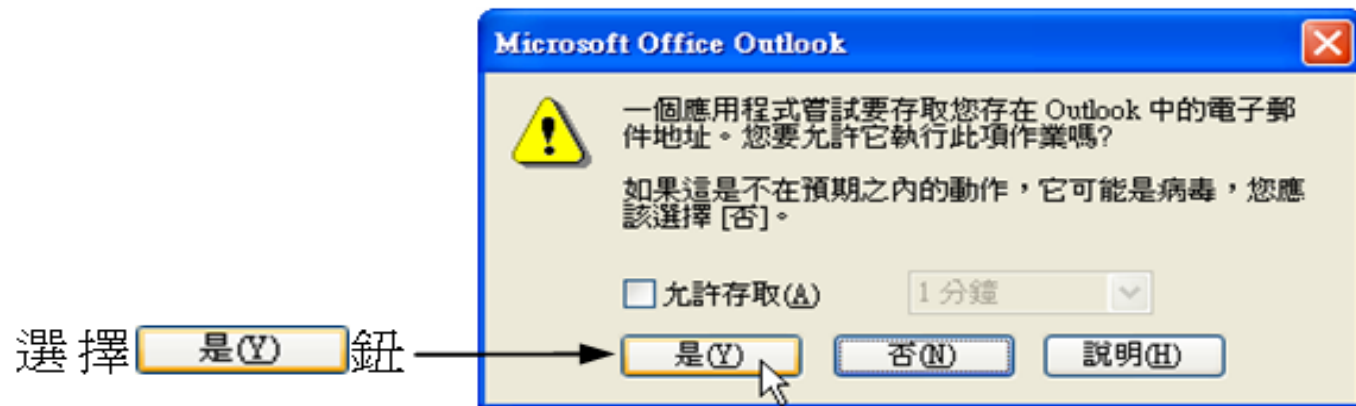 Microsoft Office Outlook
一個應用程式嘗試要存取您存在 Outlook 中的電子郵
件地址。您要允許它執行此項作業嗎?
如果這是不在預期之內的動作，它可能是病毒，您應
該選擇 [否]。
允許存取(A) 1 分鐘
選擇 是(Y) 鈕
是(Y) 否(N) 說明(H)